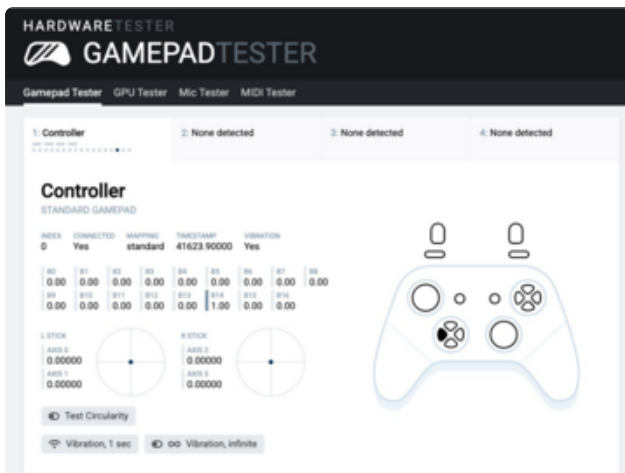 HARDWARETESTER
GAMEPADTESTER
Gamepad Tester GPU Tester Mic Tester MIDI Tester
1: Controller 2: None detected 3: None detected 4: None detected
Controller
STANDARD GAMEPAD
INDEX CONNECTED MAPPING TIMESTAMP VIBRATION
0 Yes standard 41623.90000 Yes
B0 B1 B2 B3 B4 B5 B6 B7 B8
0.00 0.00 0.00 0.00 0.00 0.00 0.00 0.00 0.00
B9 B10 B11 B12 B13 B14 B15 B16
0.00 0.00 0.00 0.00 0.00 1.00 0.00 0.00
L STICK R STICK
AXIS 0 AXIS 2
0.00000 0.00000
AXIS 1 AXIS 3
0.00000 0.00000
Test Circularity
Vibration, 1 sec Vibration, infinite